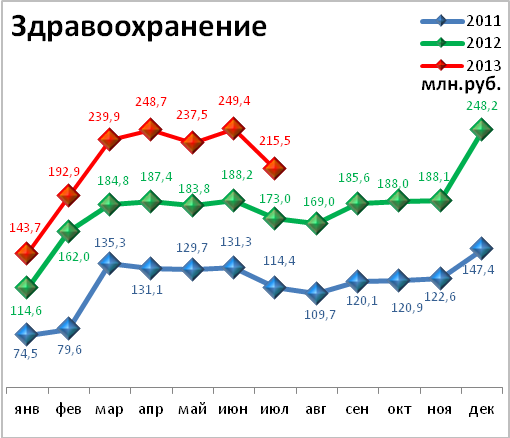 Здравоохранение
2011
2012
2013
млн.руб.
248,2
239,9 248,7 237,5 249,4 215,5
192,9
143,7
184,8 187,4 183,8 188,2 173,0 169,0 185,6 188,0 188,1
162,0
114,6
135,3 131,1 129,7 131,3 114,4 109,7 120,1 120,9 122,6 147,4
74,5 79,6
янв фев мар апр май июн июл авг сен окт ноя дек